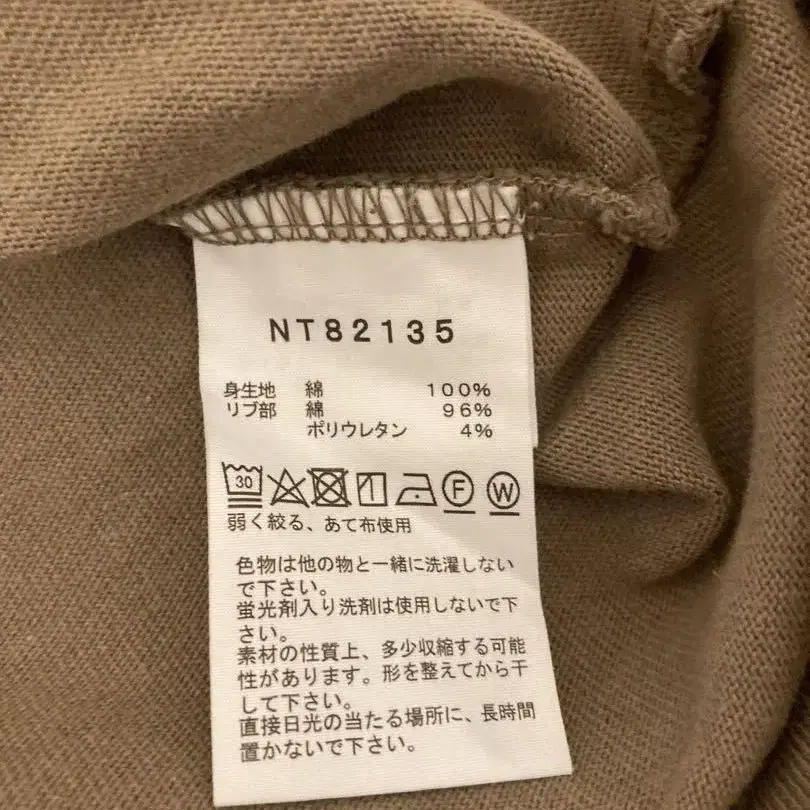 NT82135
身生地 綿 100%
リブ部 綿 96%
ポリウレタン 4%
30 F W
弱く絞る、あて布使用
色物は他の物と一緒に洗濯しない
で下さい。
蛍光剤入り洗剤は使用しないで下
さい。
素材の性質上、多少収縮する可能
性があります。形を整えてから干
して下さい。
直接日光の当たる場所に、長時間
置かないで下さい。